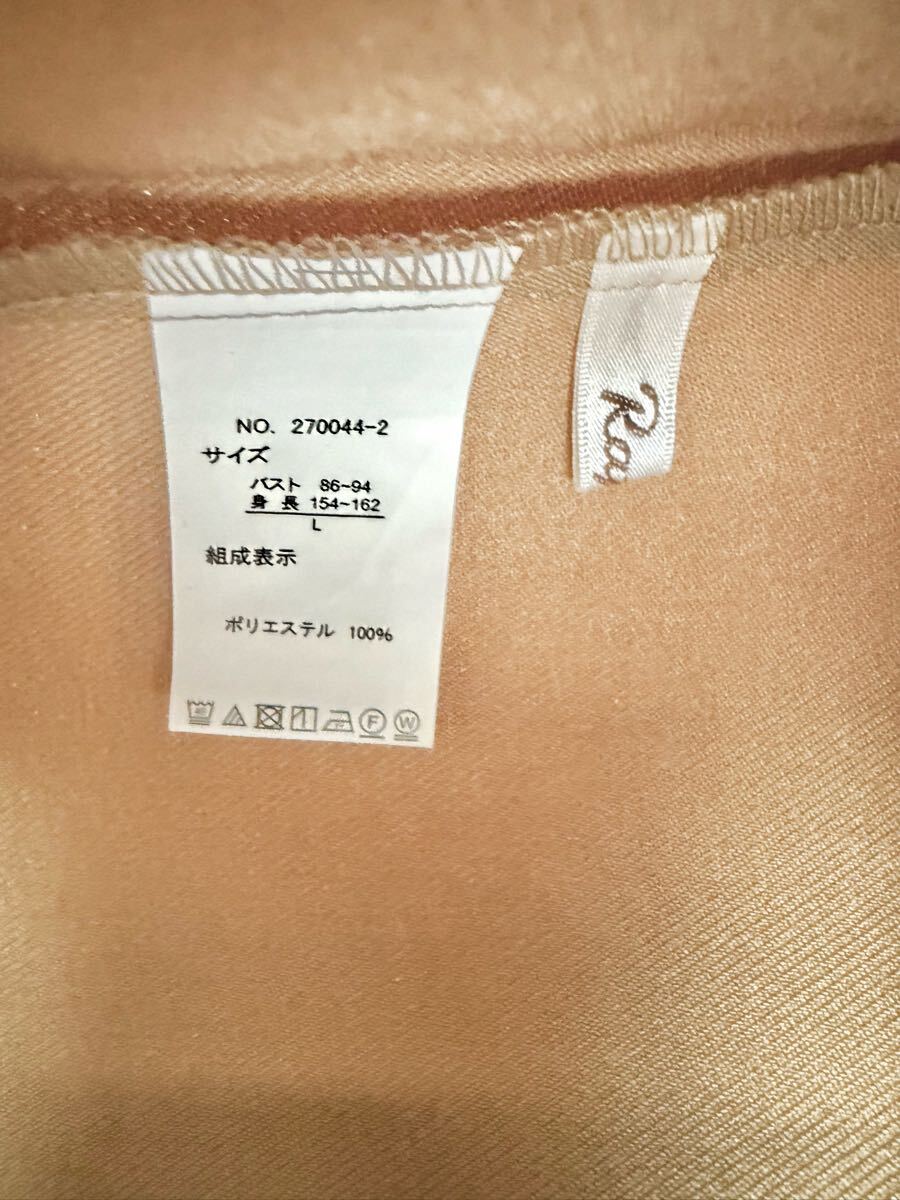 NO. 270044-2
サイズ
バスト 86~94
身 長 154~162
L
組成表示
ポリエステル 100%
F W